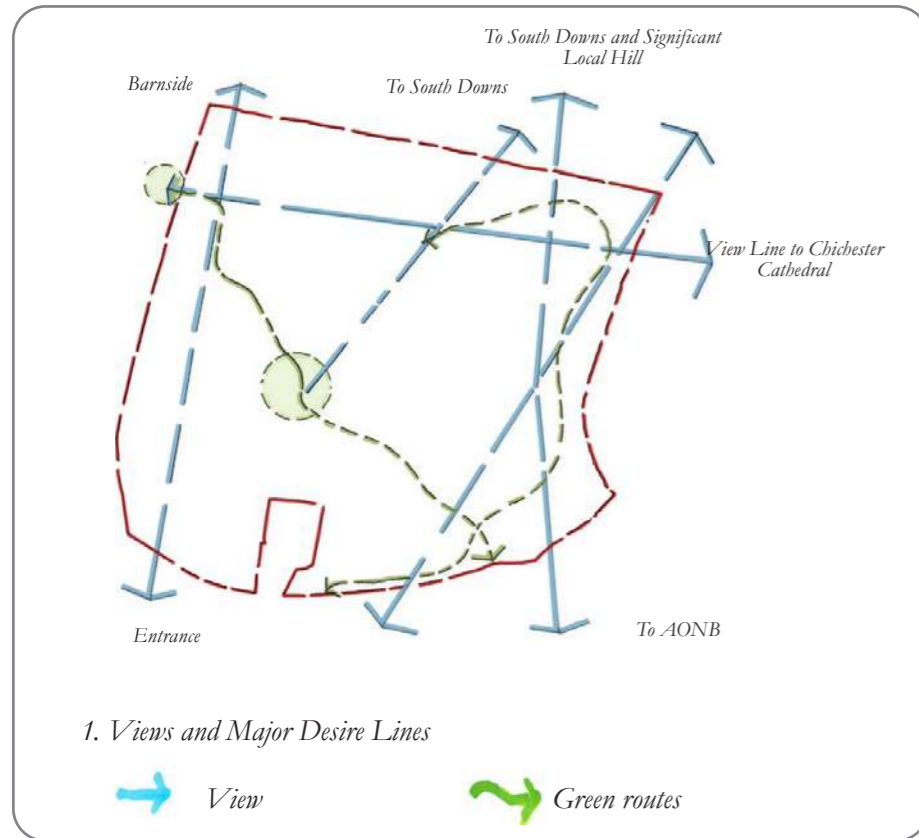 To South Downs and Significant
Local Hill
Barnside
To South Downs
View Line to Chichester
Cathedral
Entrance
To AONB
1. Views and Major Desire Lines
View
Green routes